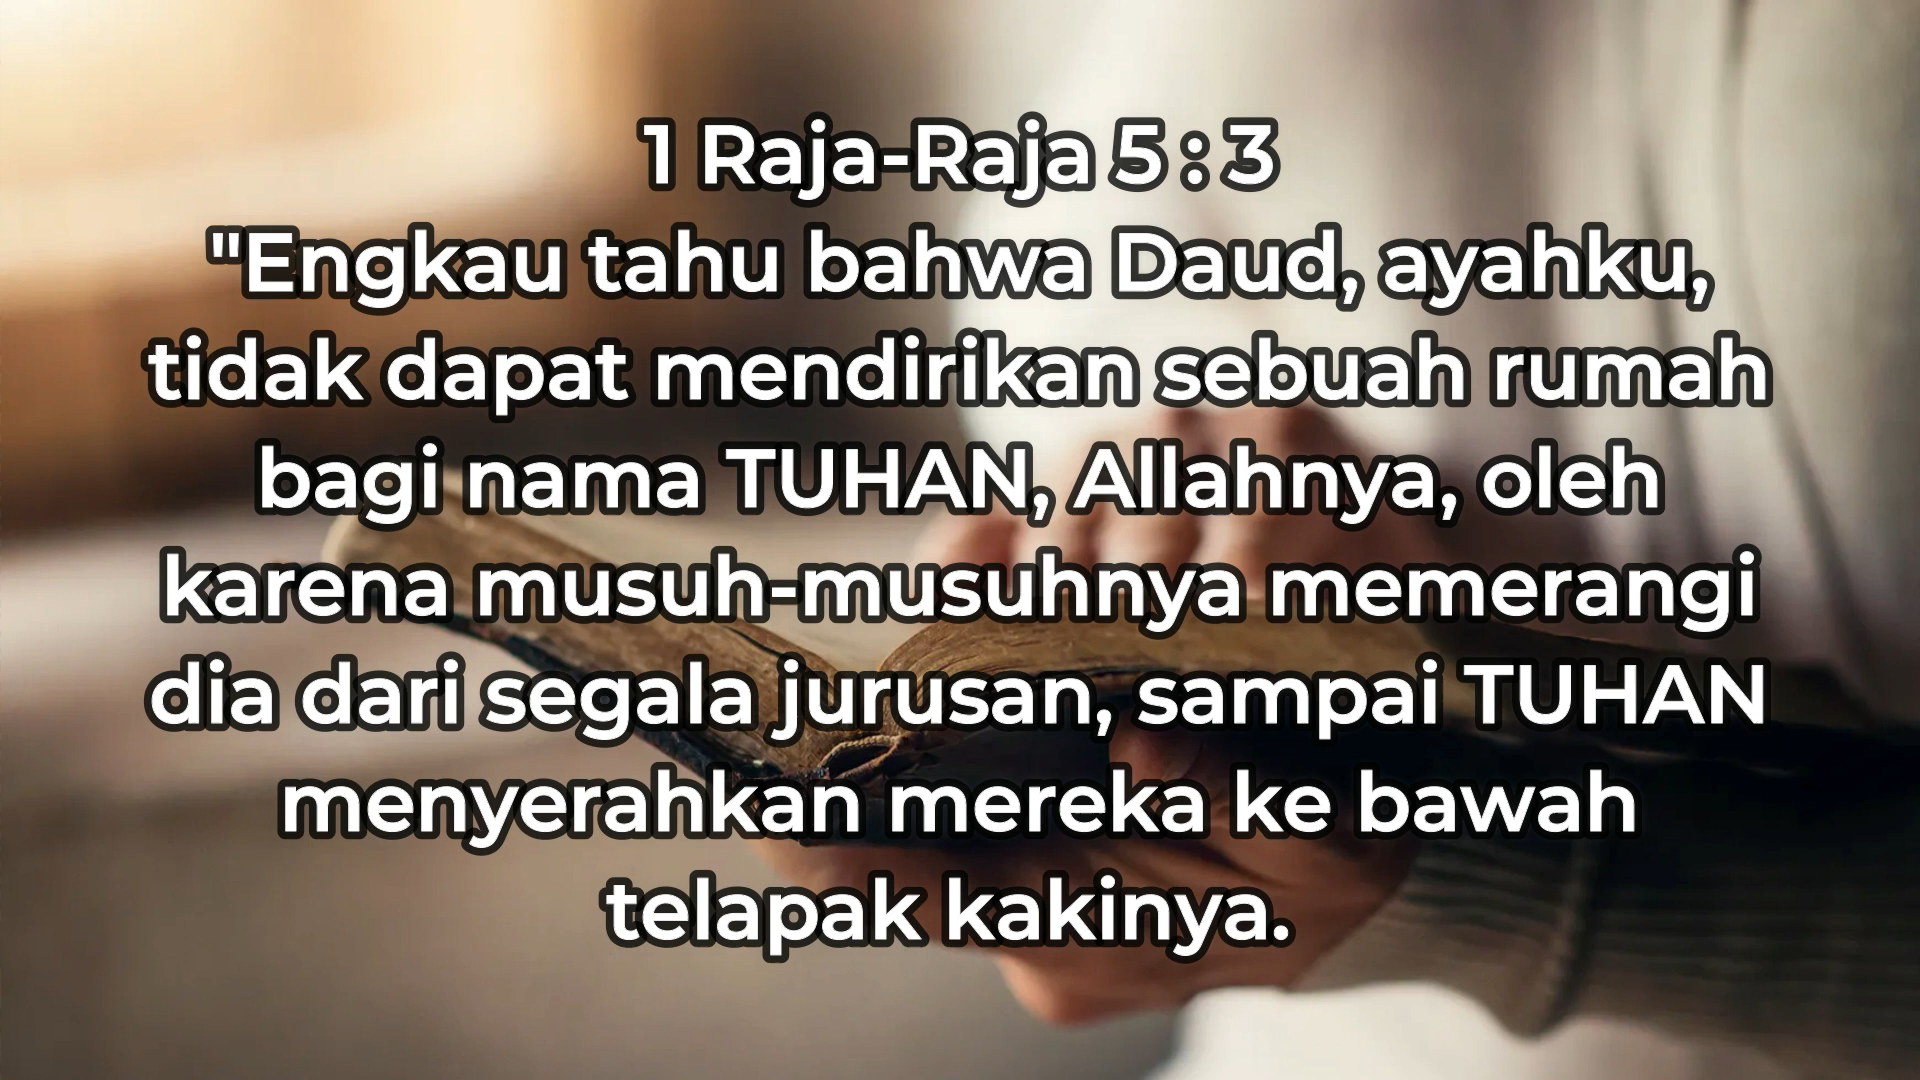 1 Raja-Raja 5 : 3
"Engkau tahu bahwa Daud, ayahku,
tidak dapat mendirikan sebuah rumah
bagi nama TUHAN, Allahnya, oleh
karena musuh-musuhnya memerangi
dia dari segala jurusan, sampai TUHAN
menyerahkan mereka ke bawah
telapak kakinya.